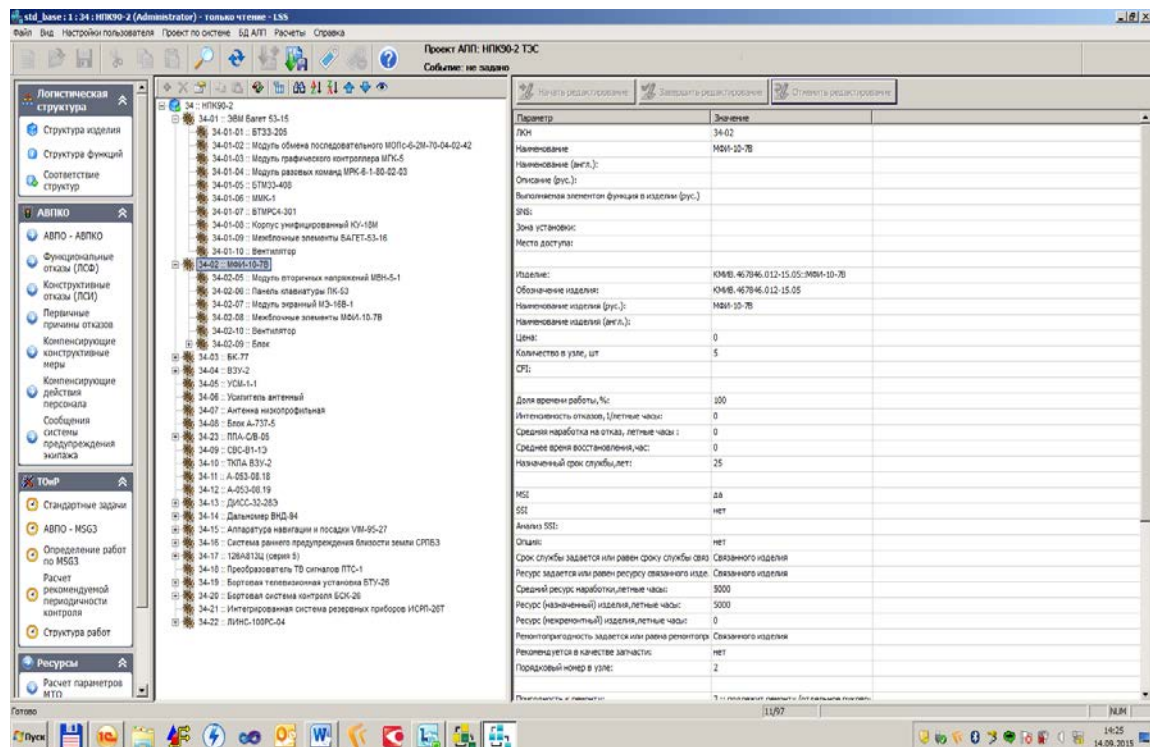 std_base : 1 : 34 : НПК90-2 (Administrator) - только чтение - LSS
Файл Вид Настройки пользователя Проект по системе БД АЛП Расчеты Справка
Проект АЛП: НПК90-2 ТЭС
Событие: не задано
Начать редактирование Завершить редактирование Отменить редактирование
Логистическая
структура
Структура изделия
Структура функций
Соответствие
структур
АВПКО
АВПО - АВПКО
Функциональные
отказы (ЛСФ)
Конструктивные
отказы (ЛСИ)
Первичные
причины отказов
Компенсирующие
конструктивные
меры
Компенсирующие
действия
персонала
Сообщения
системы
предупреждения
экипажа
ТОиР
Стандартные задачи
АВПО - MSG3
Определение работ
по MSG3
Расчет
рекомендуемой
периодичности
контроля
Структура работ
Ресурсы
Расчет параметров
МТО
34 :: НПК90-2
34-01 :: ЭВМ Багет 53-15
34-01-01 :: БТ33-205
34-01-02 :: Модуль обмена последовательного МОПс-6-2М-70-04-02-42
34-01-03 :: Модуль графического контроллера МГК-5
34-01-04 :: Модуль разовых команд МРК-6-1-80-02-03
34-01-05 :: БТМ33-408
34-01-06 :: ММК-1
34-01-07 :: БТМРС4-301
34-01-08 :: Корпус унифицированный КУ-18М
34-01-09 :: Межблочные элементы БАГЕТ-53-16
34-01-10 :: Вентилятор
34-02 :: МФИ-10-7В
34-02-05 :: Модуль вторичных напряжений МВН-5-1
34-02-06 :: Панель клавиатуры ПК-53
34-02-07 :: Модуль экранный МЭ-16В-1
34-02-08 :: Межблочные элементы МФИ-10-7В
34-02-10 :: Вентилятор
34-02-09 :: Блок
34-03 :: БК-77
34-04 :: ВЗУ-2
34-05 :: УСМ-1-1
34-06 :: Усилитель антенный
34-07 :: Антенна низкопрофильная
34-08 :: Блок А-737-5
34-23 :: ППА-С/В-05
34-09 :: СВС-В1-1Э
34-10 :: ТКПА ВЗУ-2
34-11 :: А-053-08.18
34-12 :: А-053-08.19
34-13 :: ДИСС-32-28Э
34-14 :: Дальномер ВНД-94
34-15 :: Аппаратура навигации и посадки VIM-95-27
34-16 :: Система раннего предупреждения близости земли СРПБЗ
34-17 :: 128А813Ц (серия 5)
34-18 :: Преобразователь ТВ сигналов ПТС-1
34-19 :: Бортовая телевизионная установка БТУ-26
34-20 :: Бортовая система контроля БСК-26
34-21 :: Интегрированная система резервных приборов ИСРП-26Т
34-22 :: ЛИНС-100РС-04
Параметр Значение
ЛКН 34-02
Наименование МФИ-10-7В
Наименование (англ.):
Описание (рус.):
Выполняемая элементом функция в изделии (рус.)
SNS:
Зона установки:
Место доступа:
Изделие: КМИВ.467846.012-15.05::МФИ-10-7В
Обозначение изделия: КМИВ.467846.012-15.05
Наименование изделия (рус.): МФИ-10-7В
Наименование изделия (англ.):
Цена: 0
Количество в узле, шт 5
CFI:
Доля времени работы,%: 100
Интенсивность отказов, 1/летные часы: 0
Средняя наработка на отказ, летные часы : 0
Среднее время восстановления,час: 0
Назначенный срок службы,лет: 25
MSI да
SSI нет
Анализ SSI:
Опция: нет
Срок службы задается или равен сроку службы связ Связанного изделия
Ресурс задается или равен ресурсу связанного изде. Связанного изделия
Средний ресурс наработки,летные часы: 5000
Ресурс (назначенный) изделия,летные часы: 5000
Ресурс (межремонтный) изделия,летные часы: 0
Ремонтопригодность задается или равна ремонтопри Связанного изделия
Рекомендуется в качестве запчасти: нет
Порядковый номер в узле: 2
Готово 11/97 NUM
Пуск 14:25
14.09.2015